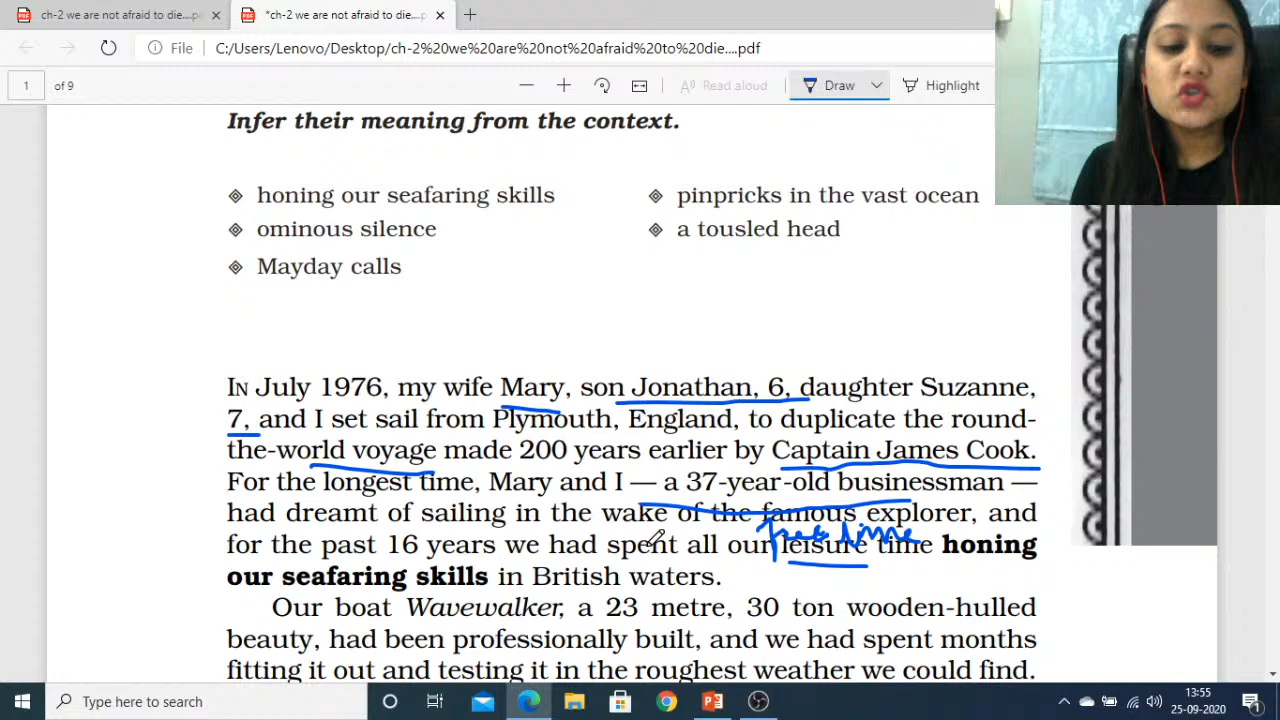 ch-2 we are not afraid to die....p
*ch-2 we are not afraid to die....p
File
C:/Users/Lenovo/Desktop/ch-2%20we%20are%20not%20afraid%20to%20die....pdf
1 of 9
Read aloud
Draw
Highlight
Infer their meaning from the context.
honing our seafaring skills
pinpricks in the vast ocean
ominous silence
a tousled head
Mayday calls
IN July 1976, my wife Mary, son Jonathan, 6, daughter Suzanne,
7, and I set sail from Plymouth, England, to duplicate the round-
the-world voyage made 200 years earlier by Captain James Cook.
For the longest time, Mary and I — a 37-year-old businessman —
had dreamt of sailing in the wake of the famous explorer, and
free time
for the past 16 years we had spent all our leisure time honing
our seafaring skills in British waters.
Our boat Wavewalker, a 23 metre, 30 ton wooden-hulled
beauty, had been professionally built, and we had spent months
fitting it out and testing it in the roughest weather we could find.
Type here to search
13:55
25-09-2020
1